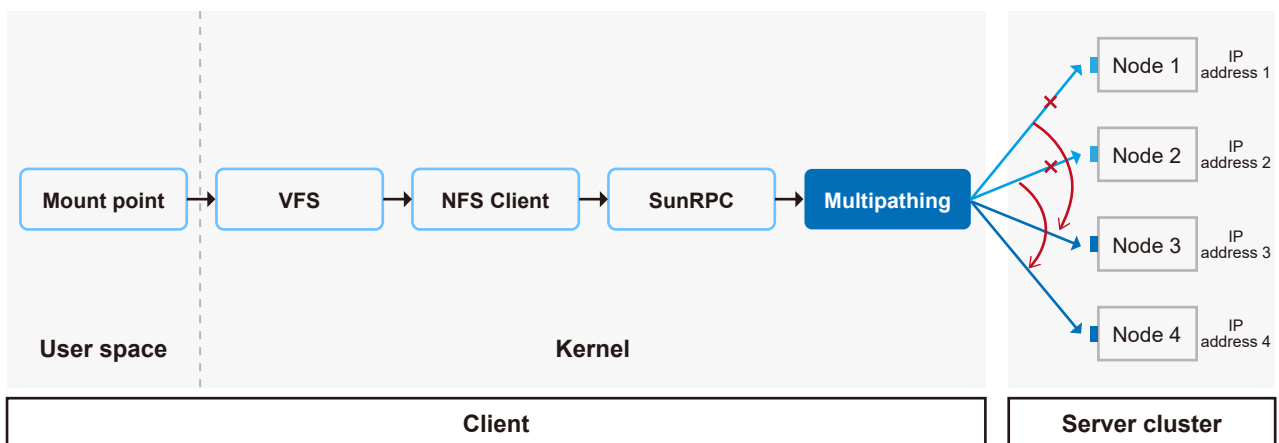 Mount point
VFS
NFS Client
SunRPC
Multipathing
Node 1
IP
address 1
Node 2
IP
address 2
Node 3
IP
address 3
Node 4
IP
address 4
User space
Kernel
Client
Server cluster